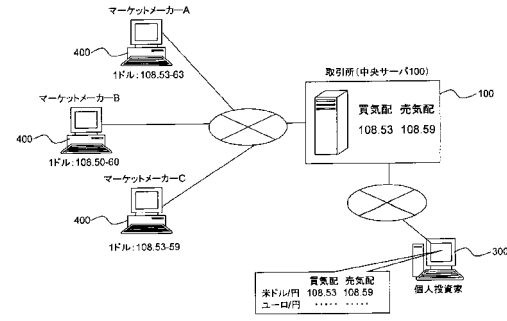 マーケットメーカーA
400
1ドル:108.53-63
マーケットメーカーB
400
1ドル:108.50-60
マーケットメーカーC
400
1ドル:108.53-59
取引所(中央サーバ100)
100
買気配 売気配
108.53 108.59
300
個人投資家
買気配 売気配
米ドル/円 108.53 108.59
ユーロ/円 ・・・・・ ・・・・・